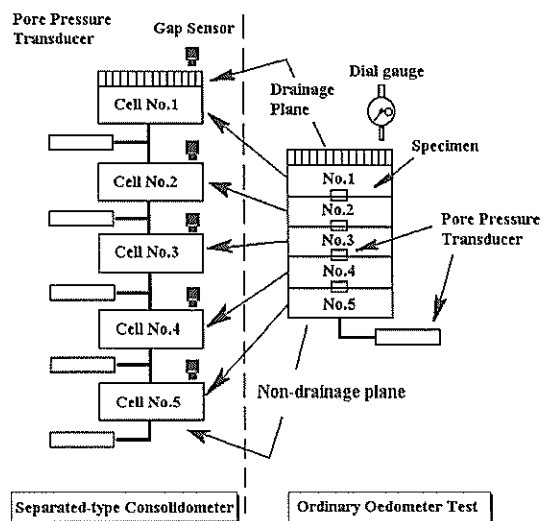 Pore Pressure
Transducer
Gap Sensor
Cell No.1
Cell No.2
Cell No.3
Cell No.4
Cell No.5
Drainage
Plane
Dial gauge
Specimen
No.1
No.2
No.3
No.4
No.5
Pore Pressure
Transducer
Non-drainage plane
Separated-type Consolidometer
Ordinary Oedometer Test